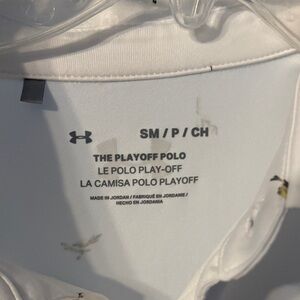 SM / P / CH
THE PLAYOFF POLO
LE POLO PLAY-OFF
LA CAMISA POLO PLAYOFF
MADE IN JORDAN / FABRIQUÉ EN JORDANIE /
HECHO EN JORDANIA